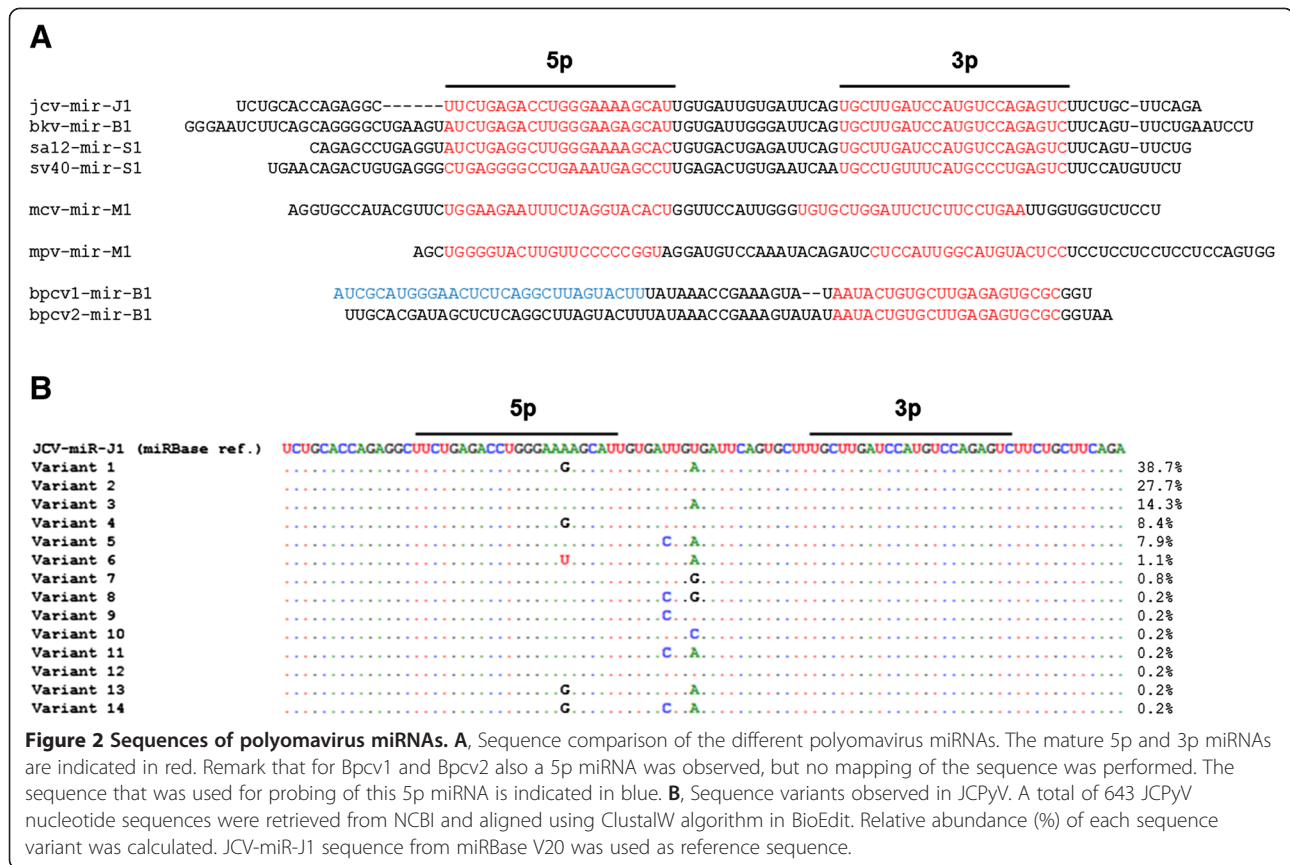 A
5p 3p
jcv-mir-J1 UCUGCACCAGAGGC------UUCUGAGACCUGGGAAAAGCAUUGUGAUUGUGAUUCAGUGCUUGAUCCAUGUCCAGAGUCUUCUGC-UUCAGA
bkv-mir-B1 GGGAAUCUUCAGCAGGGGCUGAAGUAUCUGAGACUUGGGAAGAGCAUUGUGAUUGGGAUUCAGUGCUUGAUCCAUGUCCAGAGUCUUCAGU-UUCUGAAUCCU
sa12-mir-S1 CAGAGCCUGAGGUAUCUGAGGCUUGGGAAAAGCACUGUGACUGAGAUUCAGUGCUUGAUCCAUGUCCAGAGUCUUCAGU-UUCUG
sv40-mir-S1 UGAACAGACUGUGAGGGCUGAGGGGCCUGAAAUGAGCCUUGAGACUGUGAAUCAAUGCCUGUUUCAUGCCCUGAGUCUUCCAUGUUCU
mcv-mir-M1 AGGUGCCAUACGUUCUGGAAGAAUUUCUAGGUACACUGGUUCCAUUGGGUGUGCUGGAUUCUCUUCCUGAAUUGGUGGUCUCCU
mpv-mir-M1 AGCUGGGGUACUUGUUCCCCCGGUAGGAUGUCCAAAUACAGAUCCUCCAUUGGCAUGUACUCCUCCUCCUCCUCCUCCAGUGG
bpcv1-mir-B1 AUCGCAUGGGAACUCUCAGGCUUAGUACUUUAUAAACCGAAAGUA--UAAUACUGUGCUUGAGAGUGCGCGGU
bpcv2-mir-B1 UUGCACGAUAGCUCUCAGGCUUAGUACUUUAUAAACCGAAAGUAUAUAAUACUGUGCUUGAGAGUGCGCGGUAA
B
5p 3p
JCV-miR-J1 (miRBase ref.) UCUGCACCAGAGGCUUCUGAGACCUGGGAAAAGCAUUGUGAUUGUGAUUCAGUGCUUUGCUUGAUCCAUGUCCAGAGUCUUCUGCUUCAGA
Variant 1 G A 38.7%
Variant 2 27.7%
Variant 3 A 14.3%
Variant 4 G 8.4%
Variant 5 C A 7.9%
Variant 6 U A 1.1%
Variant 7 G 0.8%
Variant 8 C G 0.2%
Variant 9 C 0.2%
Variant 10 C 0.2%
Variant 11 C A 0.2%
Variant 12 0.2%
Variant 13 G A 0.2%
Variant 14 G C A 0.2%
Figure 2 Sequences of polyomavirus miRNAs. A, Sequence comparison of the different polyomavirus miRNAs. The mature 5p and 3p miRNAs
are indicated in red. Remark that for Bpcv1 and Bpcv2 also a 5p miRNA was observed, but no mapping of the sequence was performed. The
sequence that was used for probing of this 5p miRNA is indicated in blue. B, Sequence variants observed in JCPyV. A total of 643 JCPyV
nucleotide sequences were retrieved from NCBI and aligned using ClustalW algorithm in BioEdit. Relative abundance (%) of each sequence
variant was calculated. JCV-miR-J1 sequence from miRBase V20 was used as reference sequence.